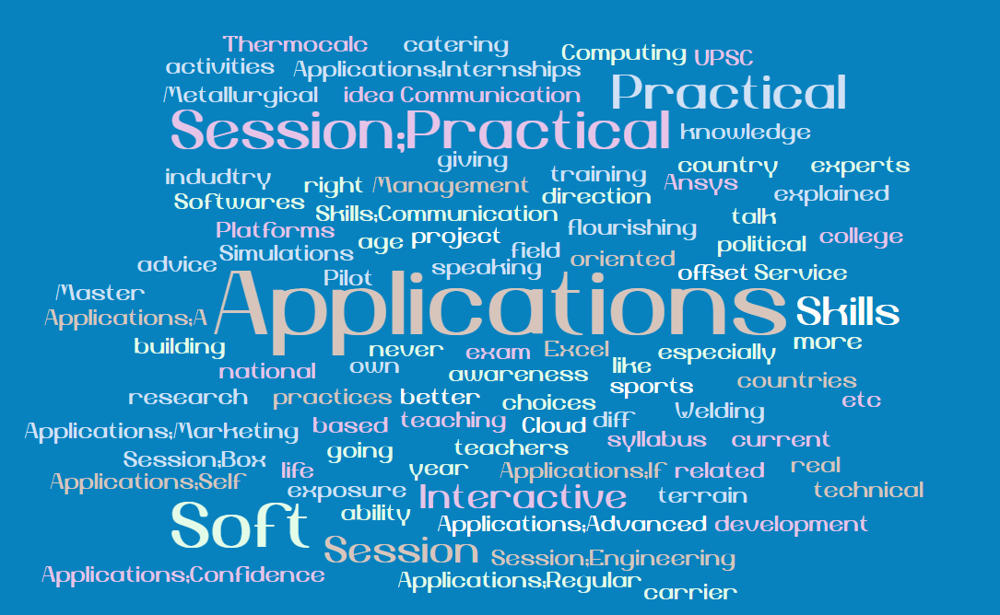 Thermocalc
catering
Computing
UPSC
activities
Applications;Internships
Metallurgical
idea
Communication
Practical
Session;Practical
knowledge
giving
indudtry
right
Management
training
country
experts
Ansys
Softwares
direction
explained
Skills;Communication
talk
Platforms
age
project
flourishing
college
Simulations
field
oriented
political
advice
Pilot
speaking
offset
Service
Master
Applications
Skills
Applications;A
building
never
exam
Excel
especially
more
national
own
awareness
like
sports
countries
research
practices
better
choices
Welding
etc
Applications;Marketing
based
teaching
Cloud
diff
syllabus
current
Session;Box
going
teachers
Applications;Self
life
year
Applications;If
related
real
exposure
Interactive
terrain
technical
Soft
ability
Applications;Advanced
development
Session
Session;Engineering
Applications;Confidence
Applications;Regular
carrier